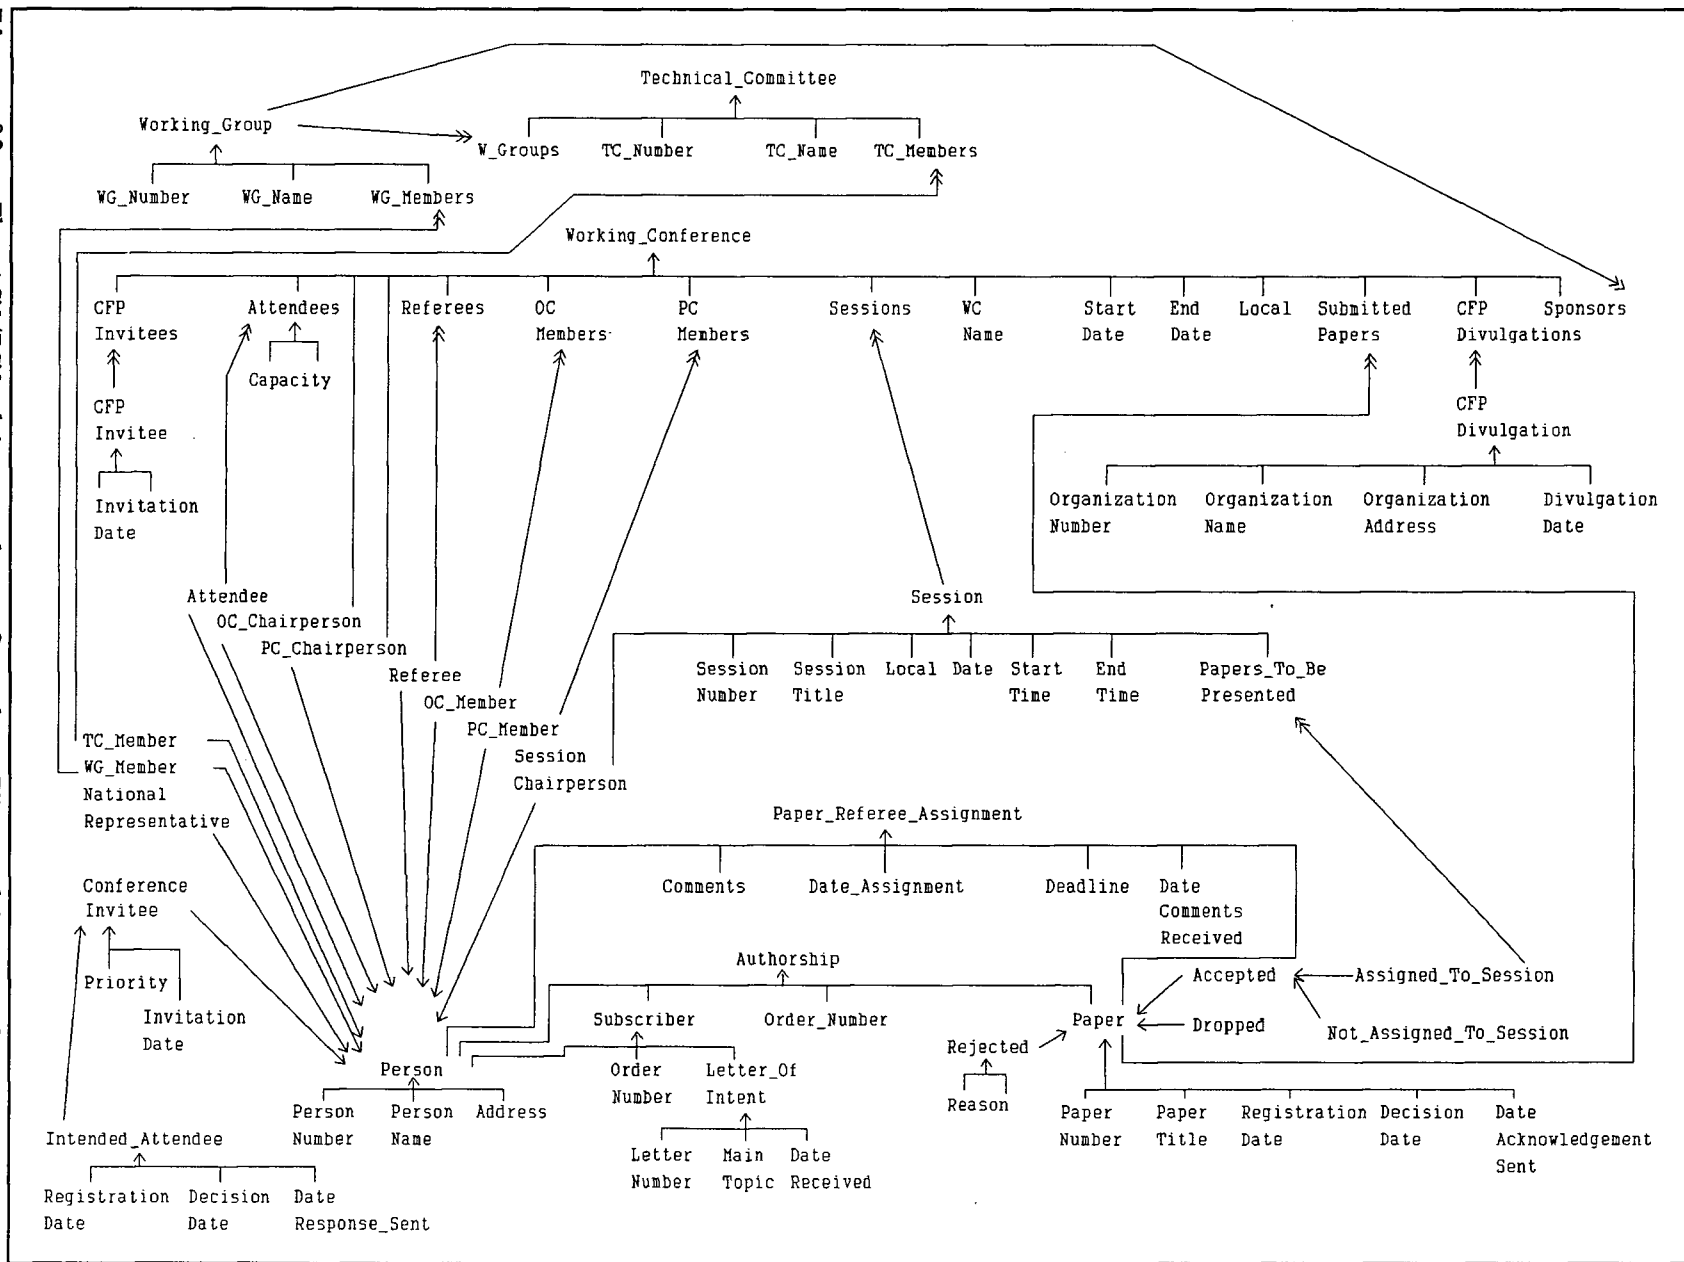 Technical_Committee
Working_Group
W_Groups TC_Number TC_Name TC_Members
WG_Number WG_Name WG_Members
Working_Conference
CFP
Invitees
Attendees
Referees
OC
Members
PC
Members
Sessions
WC
Name
Start
Date
End
Date
Local
Submitted
Papers
CFP
Divulgations
Sponsors
Capacity
CFP
Invitee
CFP
Divulgation
Invitation
Date
Organization
Number
Organization
Name
Organization
Address
Divulgation
Date
Attendee
OC_Chairperson
PC_Chairperson
Session
Referee
OC_Member
PC_Member
Session
Chairperson
Session
Number
Session
Title
Local
Date
Start
Time
End
Time
Papers_To_Be
Presented
TC_Member
WG_Member
National
Representative
Paper_Referee_Assignment
Comments
Date_Assignment
Deadline
Date
Comments
Received
Conference
Invitee
Priority
Invitation
Date
Authorship
Accepted
Assigned_To_Session
Subscriber
Order_Number
Paper
Dropped
Not_Assigned_To_Session
Rejected
Reason
Person
Order
Number
Letter_Of
Intent
Person
Number
Person
Name
Address
Paper
Number
Paper
Title
Registration
Date
Decision
Date
Date
Acknowledgement
Sent
Intended_Attendee
Letter
Number
Main
Topic
Date
Received
Registration
Date
Decision
Date
Date
Response_Sent